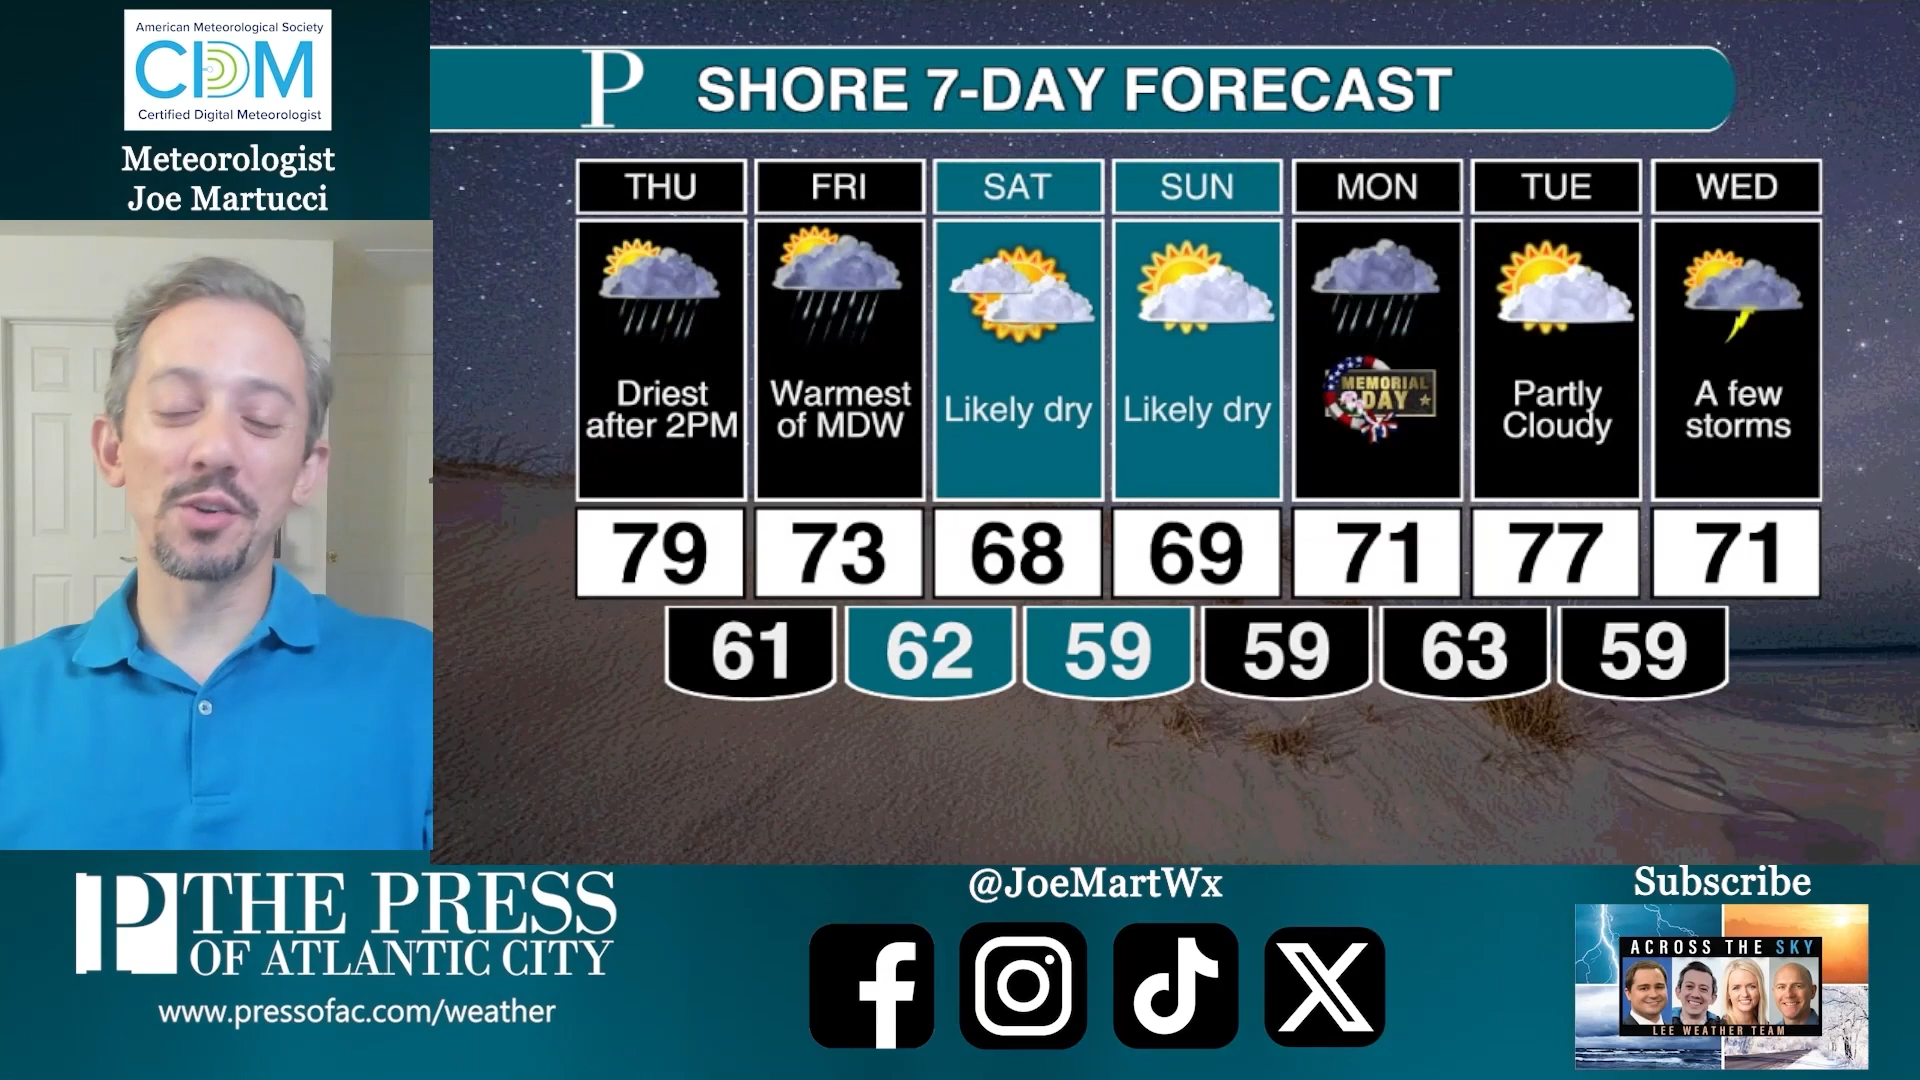 American Meteorological Society
CDM
Certified Digital Meteorologist
Meteorologist
Joe Martucci
P SHORE 7-DAY FORECAST
THU FRI SAT SUN MON TUE WED
Driest
after 2PM
Warmest
of MDW
Likely dry
Likely dry
MEMORIAL
DAY
Partly
Cloudy
A few
storms
79 73 68 69 71 77 71
61 62 59 59 63 59
P THE PRESS
OF ATLANTIC CITY
www.pressofac.com/weather
@JoeMartWx
Subscribe
ACROSS THE SKY
LEE WEATHER TEAM